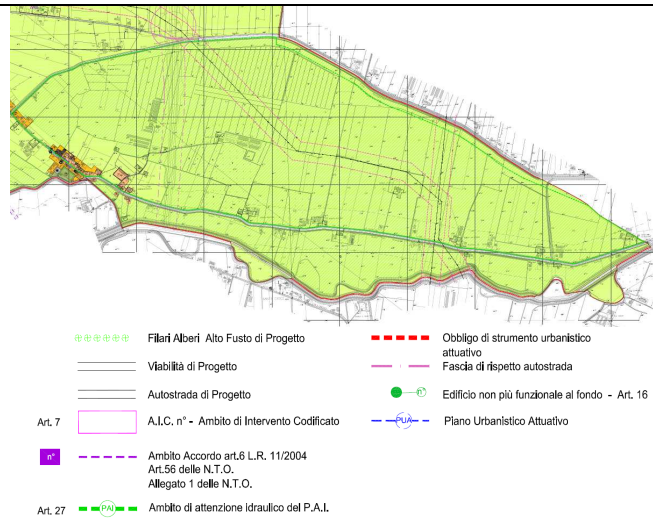 Filari Alberi Alto Fusto di Progetto
Viabilità di Progetto
Autostrada di Progetto
Art. 7 A.I.C. n° - Ambito di Intervento Codificato
n° Ambito Accordo art.6 L.R. 11/2004
Art.56 delle N.T.O.
Allegato 1 delle N.T.O.
Art. 27 PAI Ambito di attenzione idraulico del P.A.I.
Obbligo di strumento urbanistico
attuativo
Fascia di rispetto autostrada
n° Edificio non più funzionale al fondo - Art. 16
PUA Piano Urbanistico Attuativo